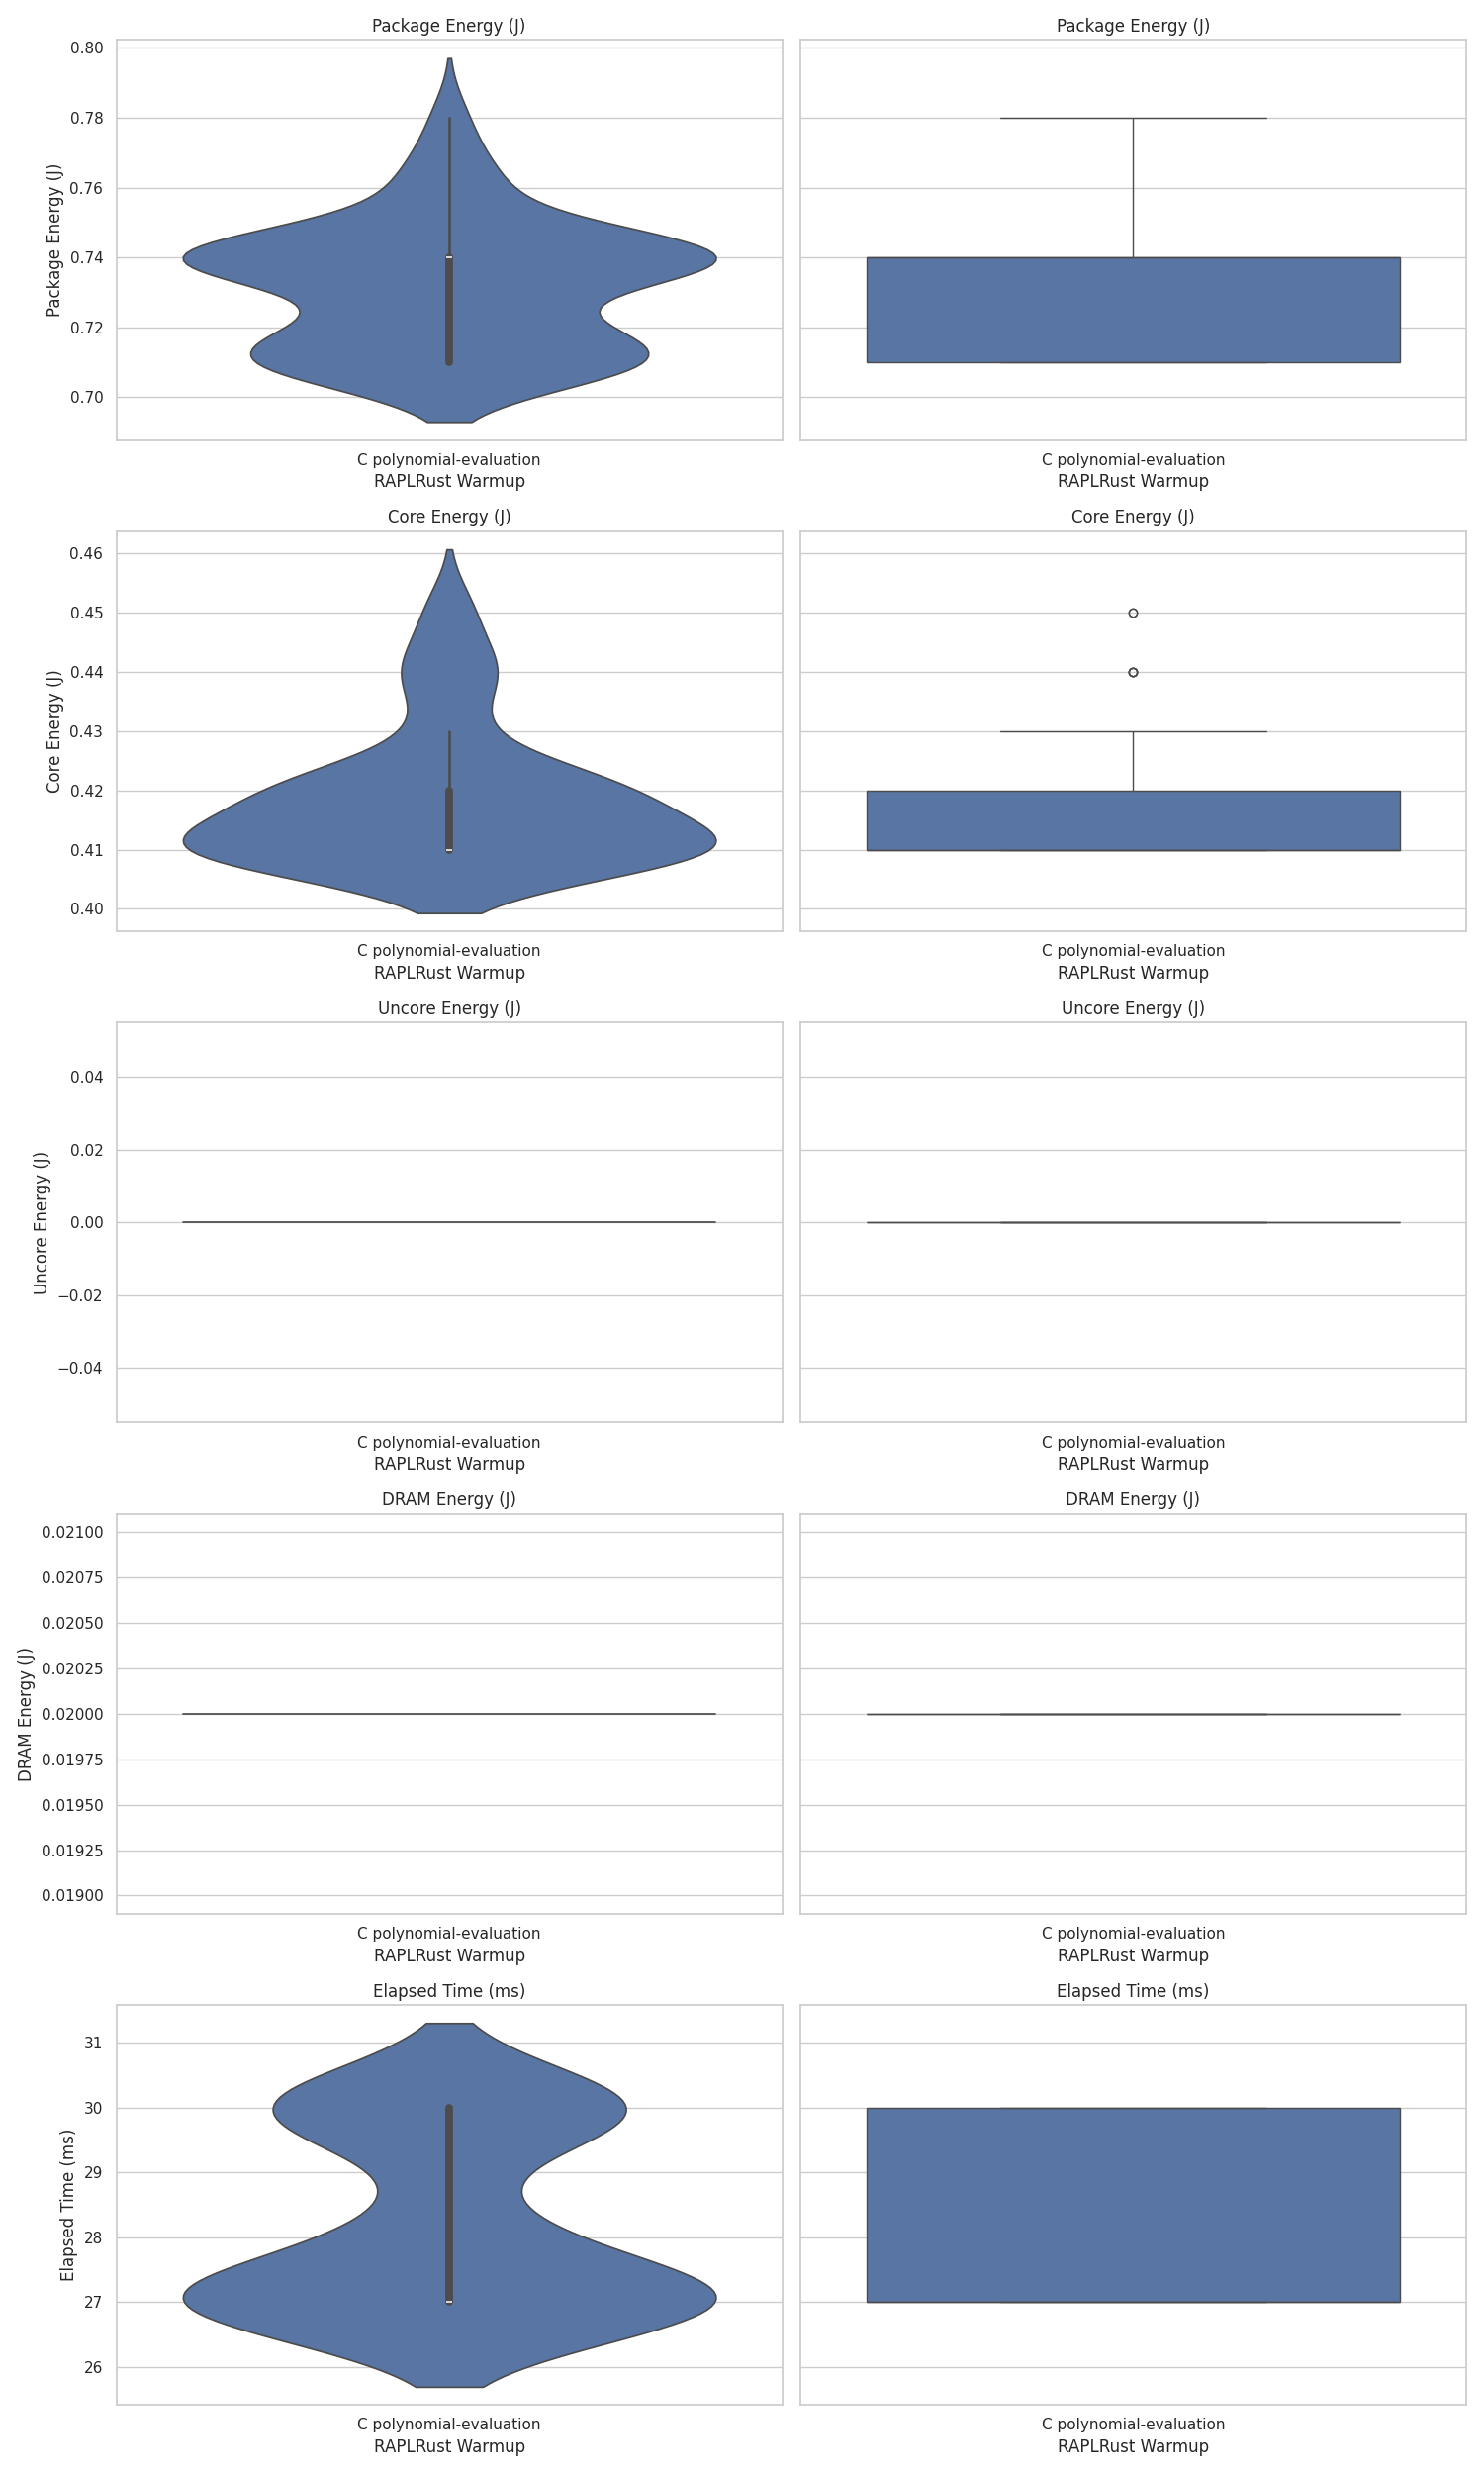 Package Energy (J)
Package Energy (J)
Package Energy (J)
0.80
0.78
0.76
0.74
0.72
0.70
C polynomial-evaluation
RAPLRust Warmup
C polynomial-evaluation
RAPLRust Warmup
Core Energy (J)
Core Energy (J)
Core Energy (J)
0.46
0.45
0.44
0.43
0.42
0.41
0.40
C polynomial-evaluation
RAPLRust Warmup
C polynomial-evaluation
RAPLRust Warmup
Uncore Energy (J)
Uncore Energy (J)
Uncore Energy (J)
0.04
0.02
0.00
−0.02
−0.04
C polynomial-evaluation
RAPLRust Warmup
C polynomial-evaluation
RAPLRust Warmup
DRAM Energy (J)
DRAM Energy (J)
DRAM Energy (J)
0.02100
0.02075
0.02050
0.02025
0.02000
0.01975
0.01950
0.01925
0.01900
C polynomial-evaluation
RAPLRust Warmup
C polynomial-evaluation
RAPLRust Warmup
Elapsed Time (ms)
Elapsed Time (ms)
Elapsed Time (ms)
31
30
29
28
27
26
C polynomial-evaluation
RAPLRust Warmup
C polynomial-evaluation
RAPLRust Warmup